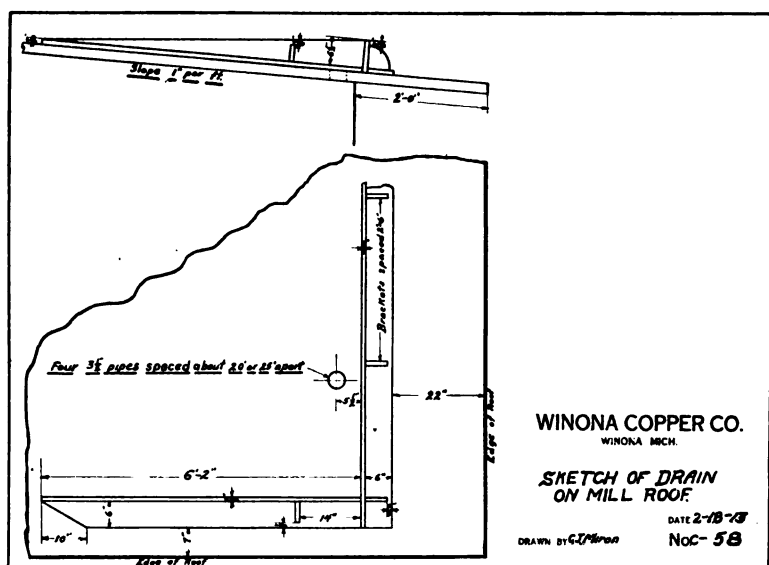 Slope 1" per ft.
2'-4"
Brackets spaced 2'-6"
Four 3½ pipes spaced about 20' or 25' apart
5½"
22"
Edge of Roof
6'-2"
6"
6"
14"
10"
7"
Edge of Roof
WINONA COPPER CO.
WINONA MICH.
SKETCH OF DRAIN
ON MILL ROOF.
DATE 2-18-13
DRAWN BY
No C-58